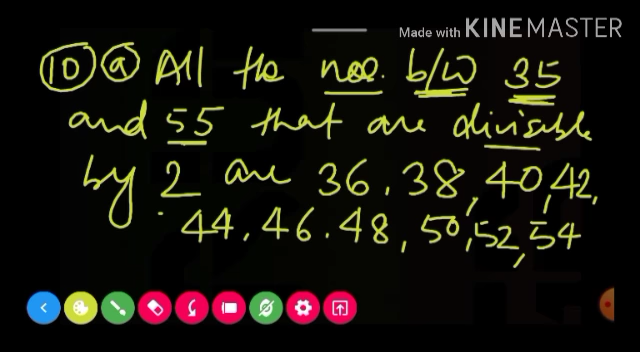 Made with KINEMASTER
10 a All the nos. b/w 35
and 55 that are divisible
by 2 are 36, 38, 40, 42,
44, 46, 48, 50, 52, 54